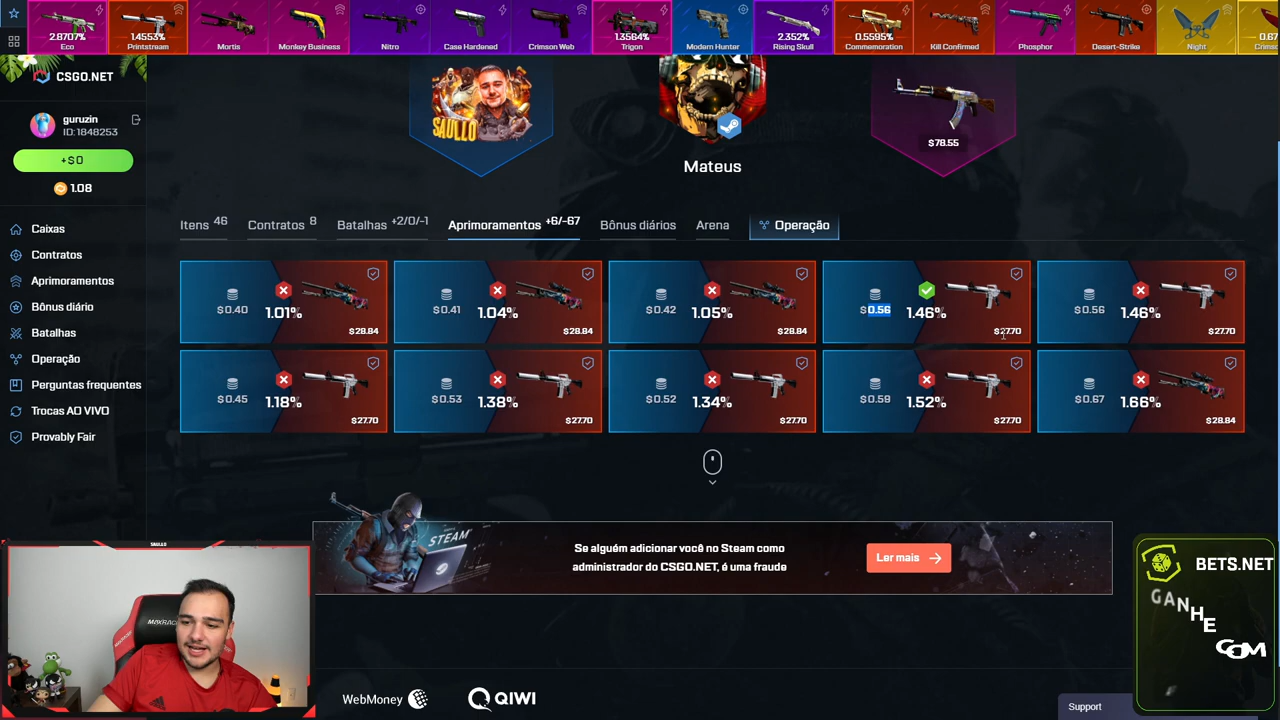 2.8707%
Eco
1.4553%
Printstream
Mortis
Monkey Business
Nitro
Case Hardened
Crimson Web
1.3564%
Trigon
Modern Hunter
2.352%
Rising Skull
0.5595%
Commemoration
Kill Confirmed
Phosphor
Desert-Strike
Night
0.67
CSGO.NET
guruzin
ID:1848253
+$0
1.08
SAULLO
Mateus
$78.55
Itens 46
Contratos 8
Batalhas +2/0/-1
Aprimoramentos +6/-67
Bônus diários
Arena
Operação
Caixas
Contratos
Aprimoramentos
Bônus diário
Batalhas
Operação
Perguntas frequentes
Trocas AO VIVO
Provably Fair
$0.40
1.01%
$28.84
$0.41
1.04%
$28.84
$0.42
1.05%
$28.84
$0.56
1.46%
$27.70
$0.56
1.46%
$27.70
$0.45
1.18%
$27.70
$0.53
1.38%
$27.70
$0.52
1.34%
$27.70
$0.59
1.52%
$27.70
$0.67
1.66%
$28.84
STEAM
Se alguém adicionar você no Steam como
administrador do CSGO.NET, é uma fraude
Ler mais
SAULLO
MAXRACER
BETS.NET
GANHE
COM
WebMoney
QIWI
Support